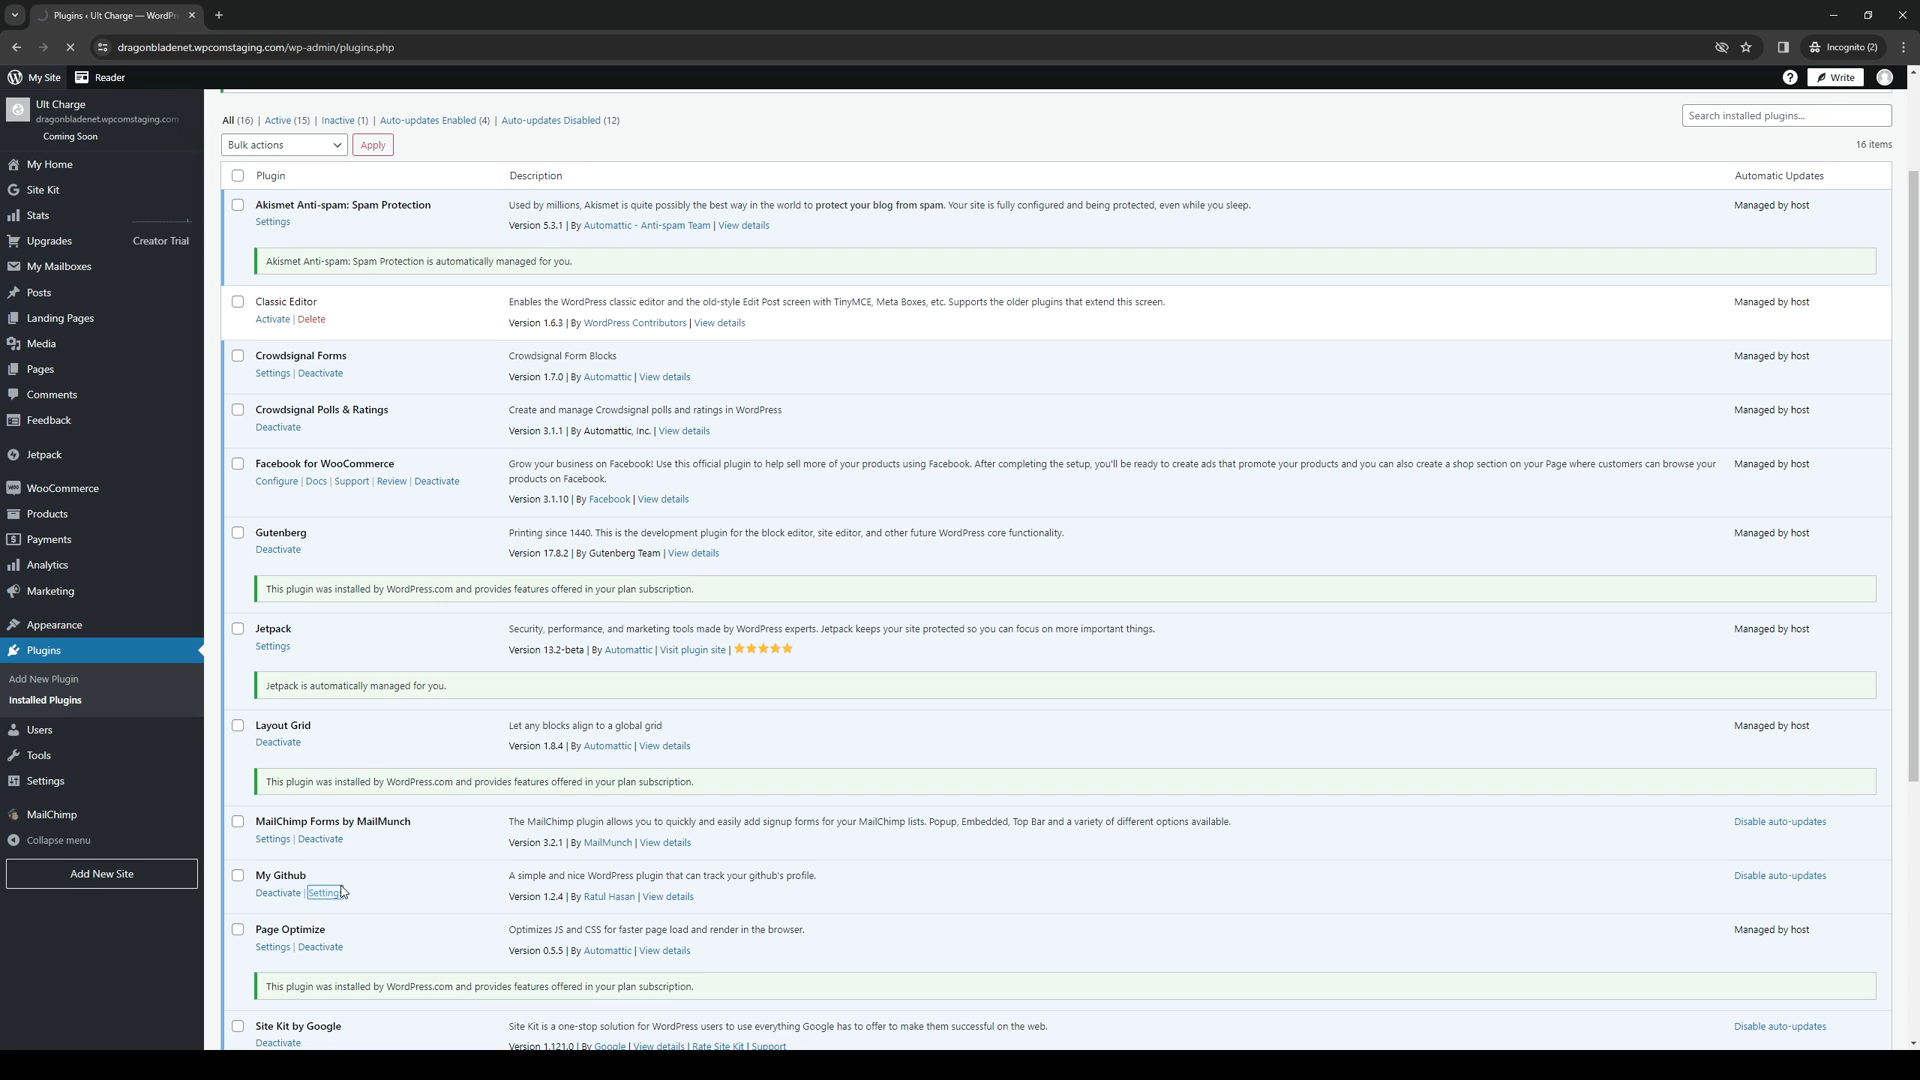 Plugins ‹ Ult Charge — WordPr
dragonbladenet.wpcomstaging.com/wp-admin/plugins.php
Incognito (2)
My Site
Reader
Write
Ult Charge
dragonbladenet.wpcomstaging.com
Coming Soon
My Home
Site Kit
Stats
Upgrades Creator Trial
My Mailboxes
Posts
Landing Pages
Media
Pages
Comments
Feedback
Jetpack
WooCommerce
Products
Payments
Analytics
Marketing
Appearance
Plugins
Add New Plugin
Installed Plugins
Users
Tools
Settings
MailChimp
Collapse menu
Add New Site
All (16) | Active (15) | Inactive (1) | Auto-updates Enabled (4) | Auto-updates Disabled (12)
Search installed plugins...
Bulk actions Apply 16 items
Plugin Description Automatic Updates
Akismet Anti-spam: Spam Protection Used by millions, Akismet is quite possibly the best way in the world to protect your blog from spam. Your site is fully configured and being protected, even while you sleep. Managed by host
Settings Version 5.3.1 | By Automattic - Anti-spam Team | View details
Akismet Anti-spam: Spam Protection is automatically managed for you.
Classic Editor Enables the WordPress classic editor and the old-style Edit Post screen with TinyMCE, Meta Boxes, etc. Supports the older plugins that extend this screen. Managed by host
Activate | Delete Version 1.6.3 | By WordPress Contributors | View details
Crowdsignal Forms Crowdsignal Form Blocks Managed by host
Settings | Deactivate Version 1.7.0 | By Automattic | View details
Crowdsignal Polls & Ratings Create and manage Crowdsignal polls and ratings in WordPress Managed by host
Deactivate Version 3.1.1 | By Automattic, Inc. | View details
Facebook for WooCommerce Grow your business on Facebook! Use this official plugin to help sell more of your products using Facebook. After completing the setup, you'll be ready to create ads that promote your products and you can also create a shop section on your Page where customers can browse your Managed by host
Configure | Docs | Support | Review | Deactivate products on Facebook.
Version 3.1.10 | By Facebook | View details
Gutenberg Printing since 1440. This is the development plugin for the block editor, site editor, and other future WordPress core functionality. Managed by host
Deactivate Version 17.8.2 | By Gutenberg Team | View details
This plugin was installed by WordPress.com and provides features offered in your plan subscription.
Jetpack Security, performance, and marketing tools made by WordPress experts. Jetpack keeps your site protected so you can focus on more important things. Managed by host
Settings Version 13.2-beta | By Automattic | Visit plugin site |
Jetpack is automatically managed for you.
Layout Grid Let any blocks align to a global grid Managed by host
Deactivate Version 1.8.4 | By Automattic | View details
This plugin was installed by WordPress.com and provides features offered in your plan subscription.
MailChimp Forms by MailMunch The MailChimp plugin allows you to quickly and easily add signup forms for your MailChimp lists. Popup, Embedded, Top Bar and a variety of different options available. Disable auto-updates
Settings | Deactivate Version 3.2.1 | By MailMunch | View details
My Github A simple and nice WordPress plugin that can track your github's profile. Disable auto-updates
Deactivate | Settings Version 1.2.4 | By Ratul Hasan | View details
Page Optimize Optimizes JS and CSS for faster page load and render in the browser. Managed by host
Settings | Deactivate Version 0.5.5 | By Automattic | View details
This plugin was installed by WordPress.com and provides features offered in your plan subscription.
Site Kit by Google Site Kit is a one-stop solution for WordPress users to use everything Google has to offer to make them successful on the web. Disable auto-updates
Deactivate Version 1.121.0 | By Google | View details | Rate Site Kit | Support